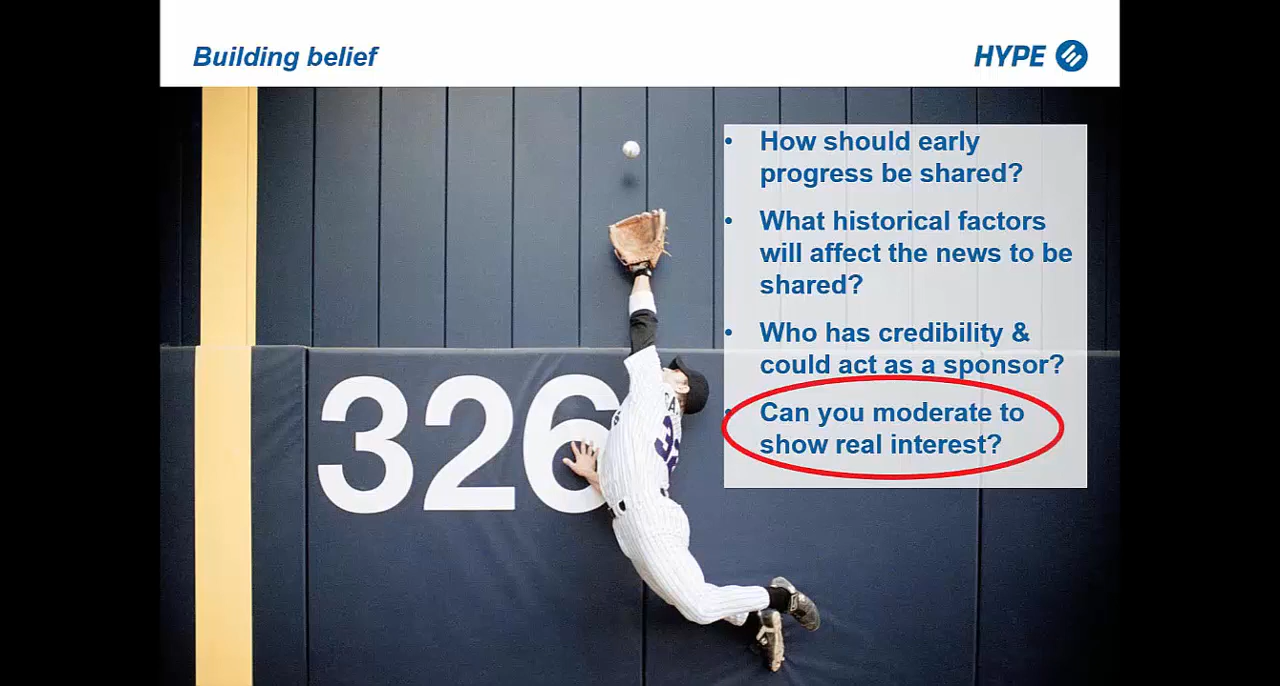 Building belief
HYPE
• How should early
progress be shared?
• What historical factors
will affect the news to be
shared?
• Who has credibility &
could act as a sponsor?
• Can you moderate to
show real interest?
326